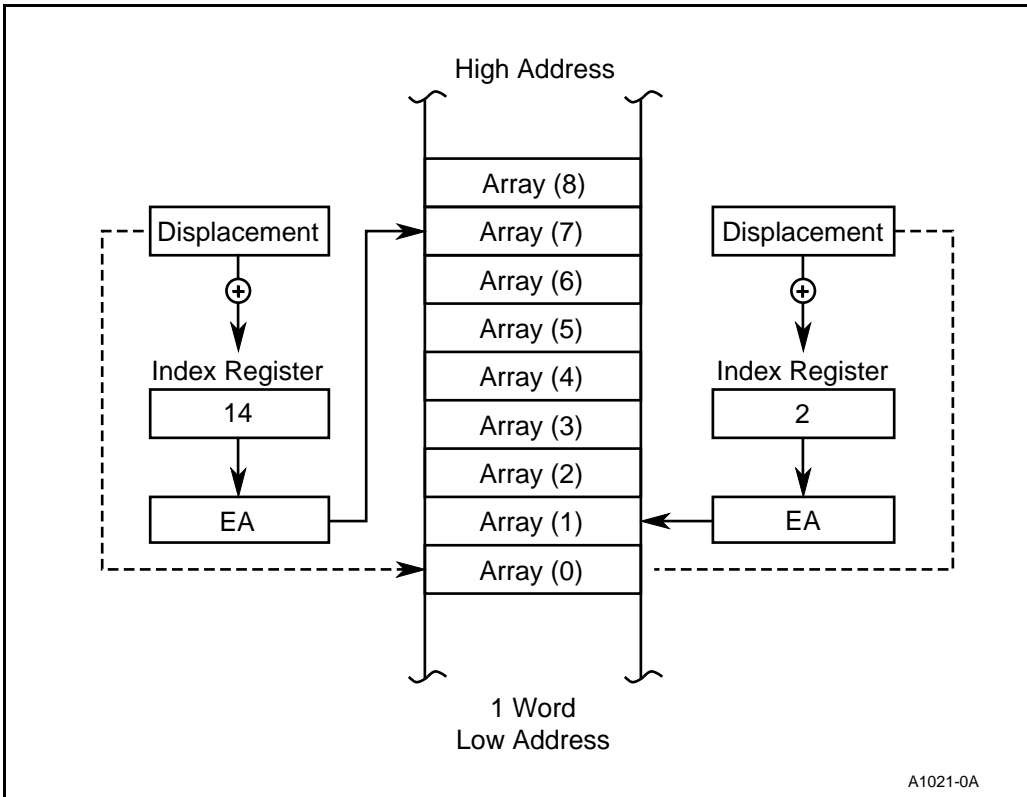 High Address
Array (8)
Displacement
Array (7)
Displacement
Array (6)
+
+
Array (5)
Index Register
Array (4)
Index Register
14
Array (3)
2
Array (2)
EA
Array (1)
EA
Array (0)
1 Word
Low Address
A1021-0A